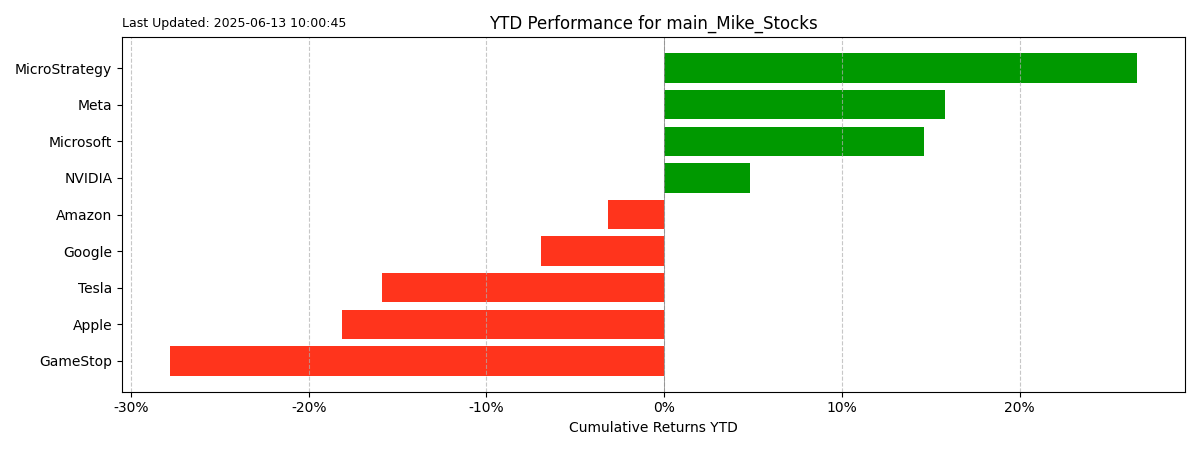 Last Updated: 2025-06-13 10:00:45
YTD Performance for main_Mike_Stocks
MicroStrategy
Meta
Microsoft
NVIDIA
Amazon
Google
Tesla
Apple
GameStop
-30% -20% -10% 0% 10% 20%
Cumulative Returns YTD